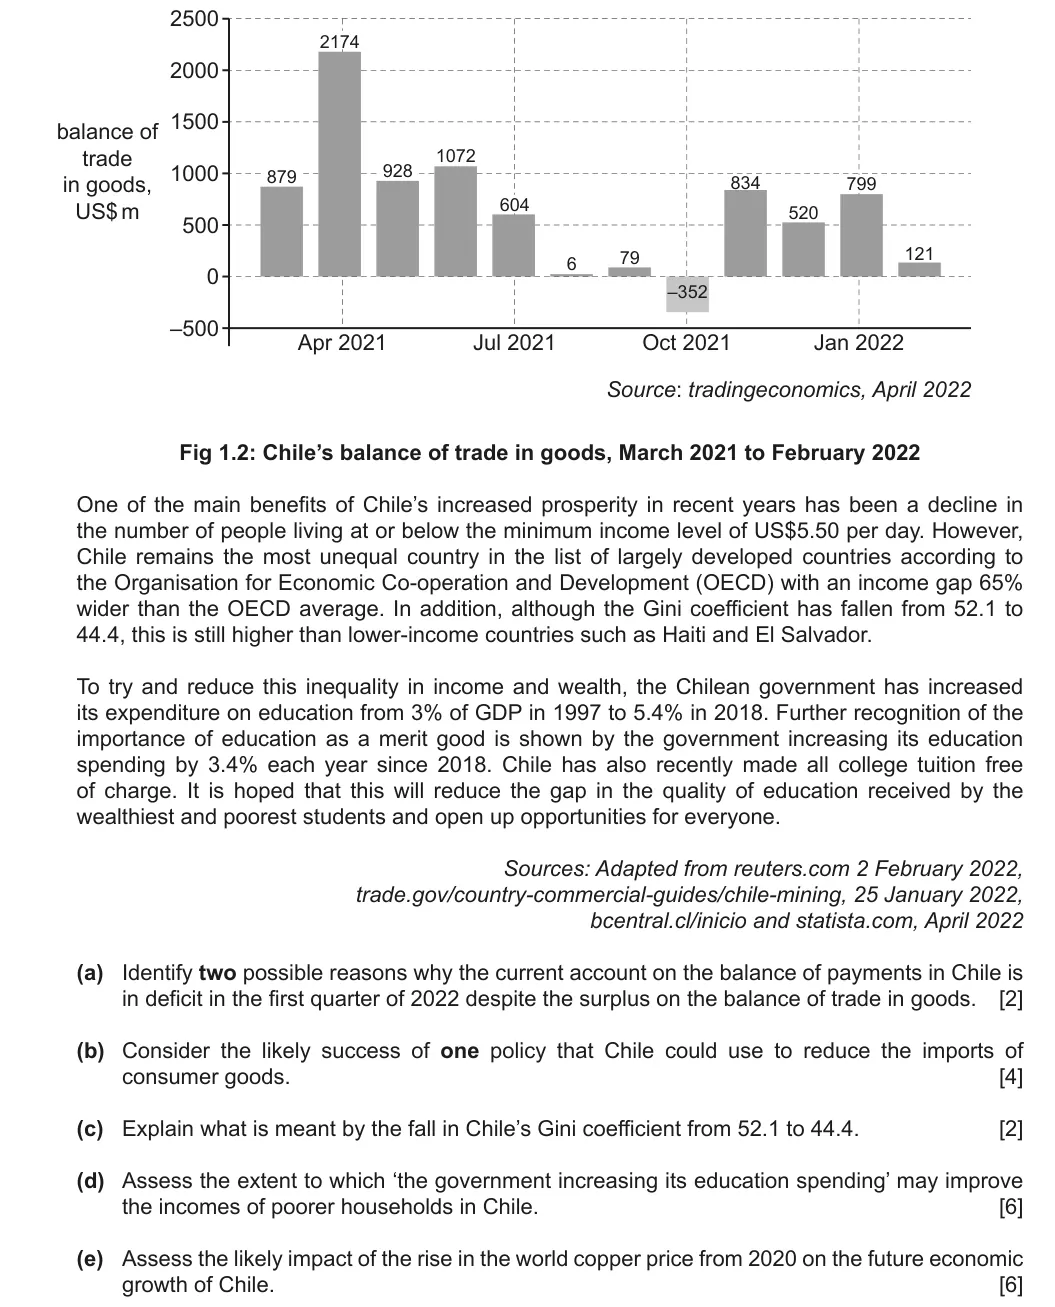 2500
2174
2000
balance of
trade
in goods,
US$ m
1500
1072
1000
879
928
834
799
604
520
500
6
79
121
0
–352
–500
Apr 2021
Jul 2021
Oct 2021
Jan 2022
Source: tradingeconomics, April 2022
Fig 1.2: Chile’s balance of trade in goods, March 2021 to February 2022
One of the main benefits of Chile’s increased prosperity in recent years has been a decline in
the number of people living at or below the minimum income level of US$5.50 per day. However,
Chile remains the most unequal country in the list of largely developed countries according to
the Organisation for Economic Co-operation and Development (OECD) with an income gap 65%
wider than the OECD average. In addition, although the Gini coefficient has fallen from 52.1 to
44.4, this is still higher than lower-income countries such as Haiti and El Salvador.
To try and reduce this inequality in income and wealth, the Chilean government has increased
its expenditure on education from 3% of GDP in 1997 to 5.4% in 2018. Further recognition of the
importance of education as a merit good is shown by the government increasing its education
spending by 3.4% each year since 2018. Chile has also recently made all college tuition free
of charge. It is hoped that this will reduce the gap in the quality of education received by the
wealthiest and poorest students and open up opportunities for everyone.
Sources: Adapted from reuters.com 2 February 2022,
trade.gov/country-commercial-guides/chile-mining, 25 January 2022,
bcentral.cl/inicio and statista.com, April 2022
(a) Identify two possible reasons why the current account on the balance of payments in Chile is
in deficit in the first quarter of 2022 despite the surplus on the balance of trade in goods. [2]
(b) Consider the likely success of one policy that Chile could use to reduce the imports of
consumer goods. [4]
(c) Explain what is meant by the fall in Chile’s Gini coefficient from 52.1 to 44.4. [2]
(d) Assess the extent to which ‘the government increasing its education spending’ may improve
the incomes of poorer households in Chile. [6]
(e) Assess the likely impact of the rise in the world copper price from 2020 on the future economic
growth of Chile. [6]